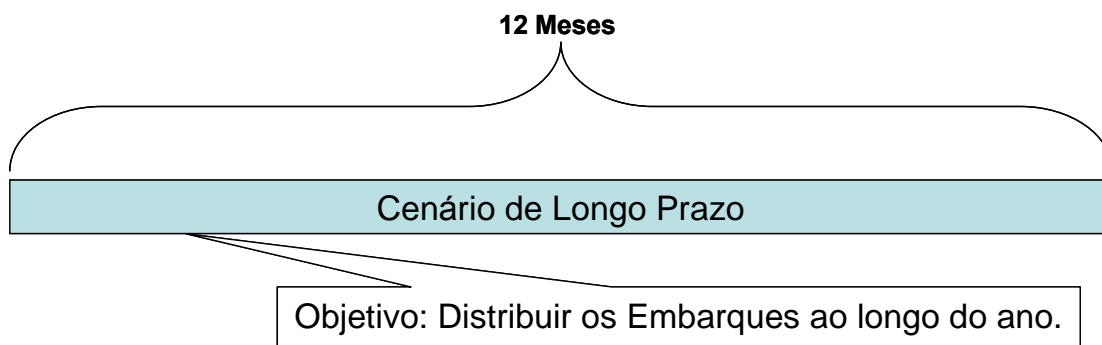 12 Meses
Cenário de Longo Prazo
Objetivo: Distribuir os Embarques ao longo do ano.